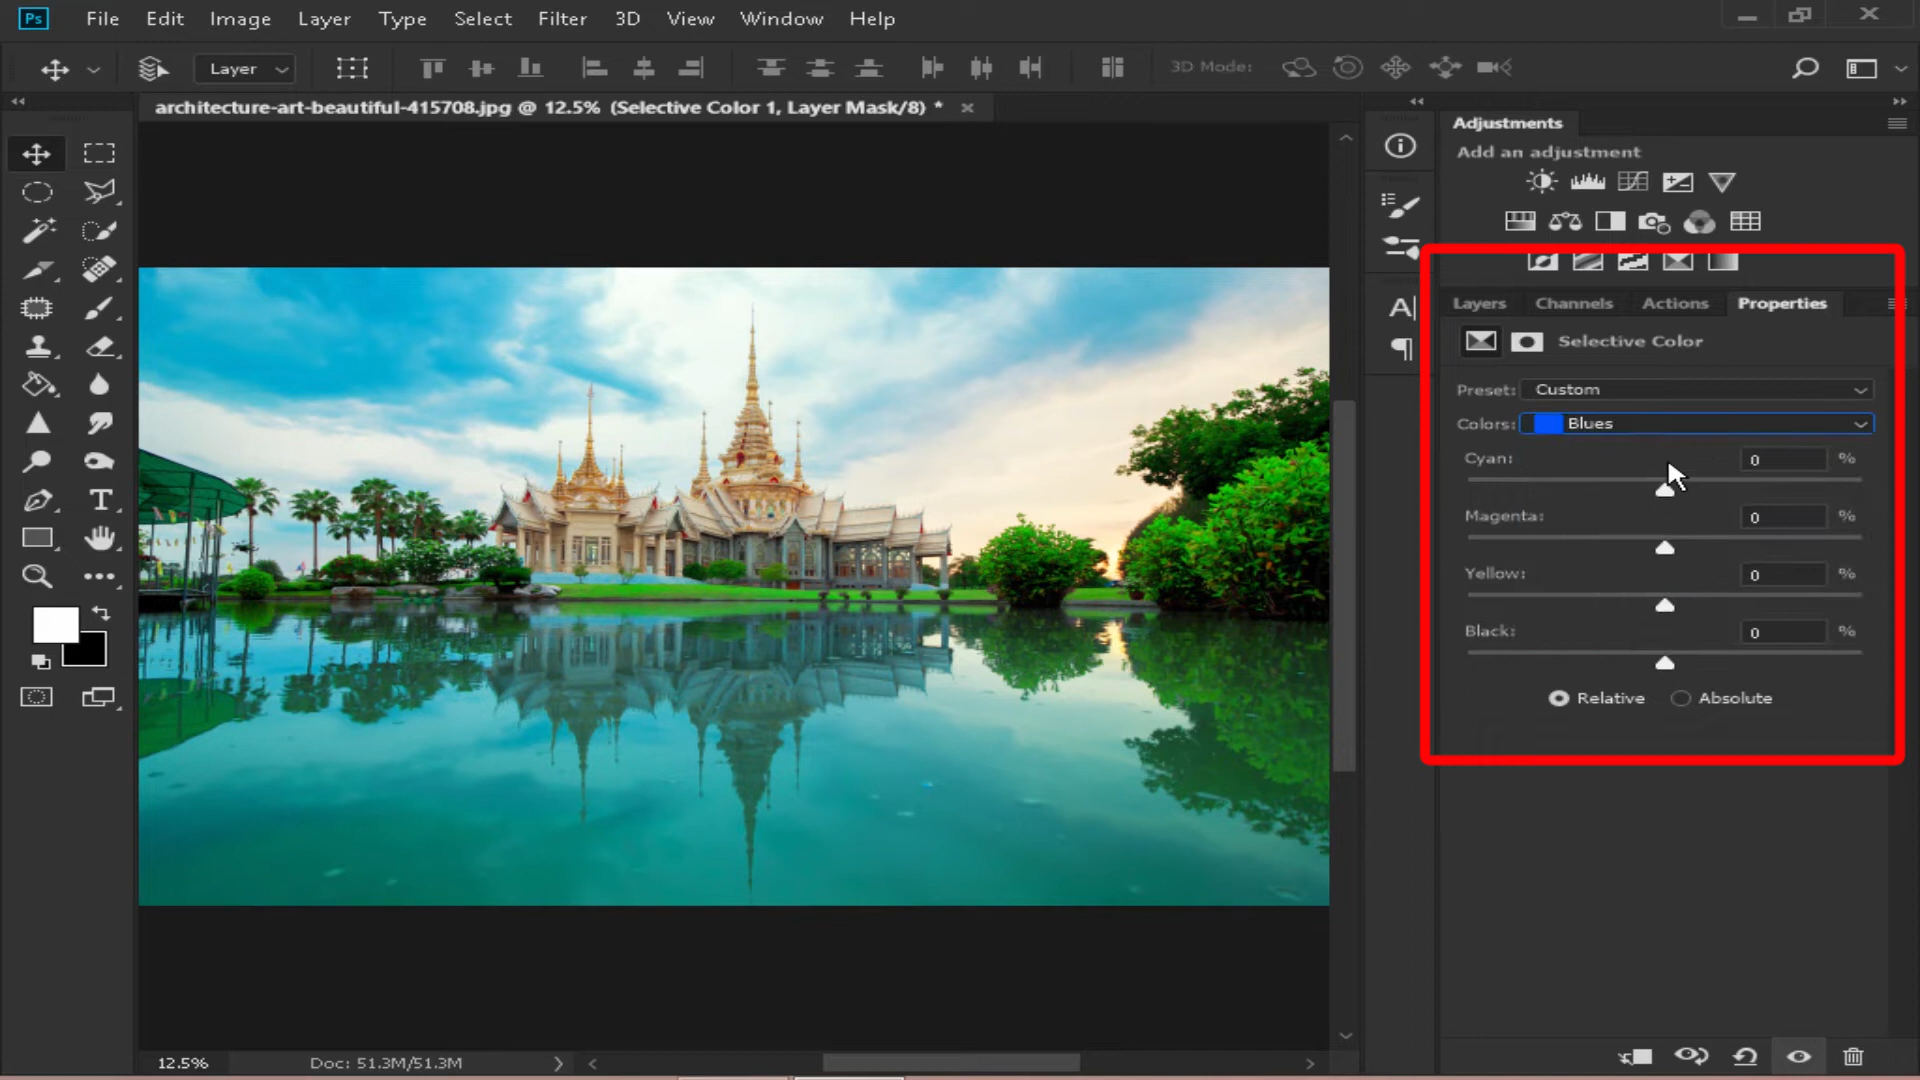 Ps File Edit Image Layer Type Select Filter 3D View Window Help
Layer 3D Mode:
architecture-art-beautiful-415708.jpg @ 12.5% (Selective Color 1, Layer Mask/8) * ×
Adjustments
Add an adjustment
Layers Channels Actions Properties
Selective Color
Preset: Custom
Colors: Blues
Cyan: 0 %
Magenta: 0 %
Yellow: 0 %
Black: 0 %
Relative Absolute
12.5% Doc: 51.3M/51.3M